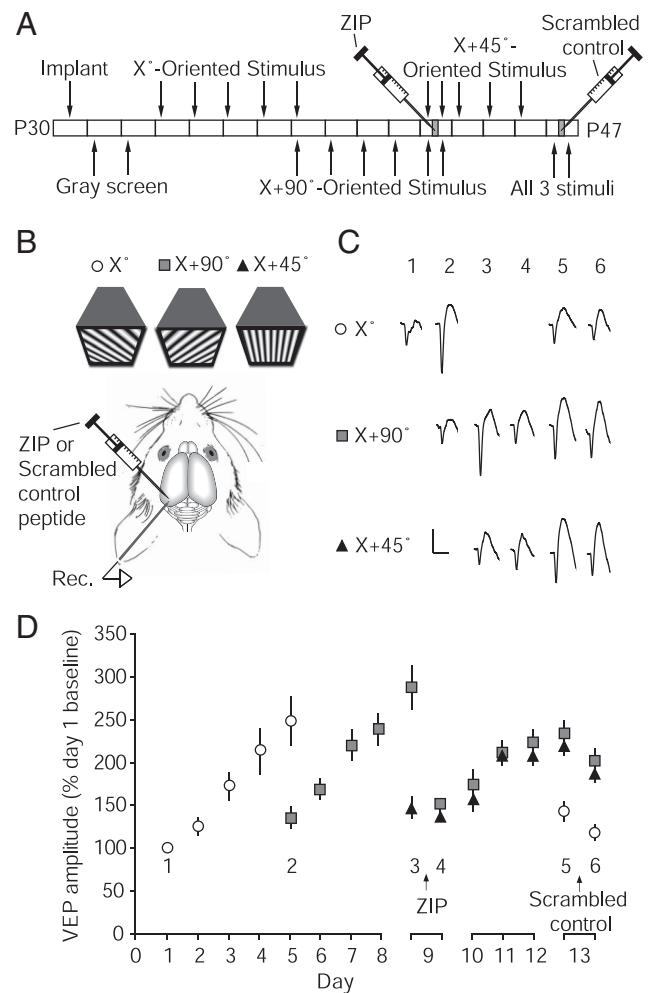 A
ZIP
Scrambled
control
Implant
X°-Oriented Stimulus
X+45°-
Oriented Stimulus
P30
P47
Gray screen
X+90°-Oriented Stimulus
All 3 stimuli
B
X° X+90° X+45°
ZIP or
Scrambled
control
peptide
Rec.
C
1 2 3 4 5 6
X°
X+90°
X+45°
D
VEP amplitude (% day 1 baseline)
350
300
250
200
150
100
50
0
1 2 3 4 5 6
ZIP
Scrambled
control
0 1 2 3 4 5 6 7 8 9 10 11 12 13
Day